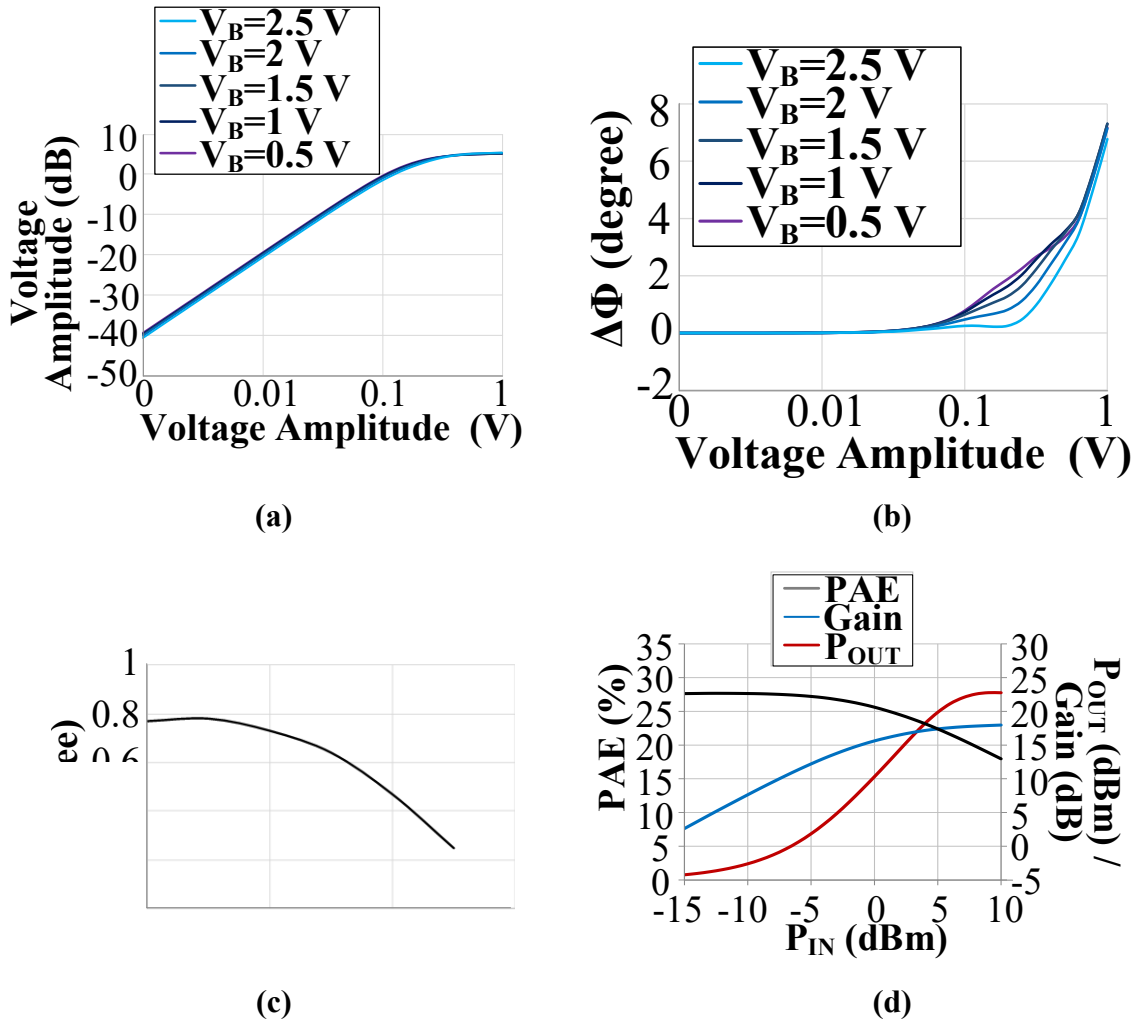 V_B=2.5 V
V_B=2 V
V_B=1.5 V
V_B=1 V
V_B=0.5 V
Voltage
Amplitude (dB)
10
0
-10
-20
-30
-40
-50
0
0.01
0.1
1
Voltage Amplitude (V)
(a)
V_B=2.5 V
V_B=2 V
V_B=1.5 V
V_B=1 V
V_B=0.5 V
ΔΦ (degree)
8
6
4
2
0
-2
0
0.01
0.1
1
Voltage Amplitude (V)
(b)
1
0.8
ee)
(c)
PAE
Gain
P_OUT
PAE (%)
35
30
25
20
15
10
5
0
30
25
20
15
10
5
0
-5
P_OUT (dBm) /
Gain (dB)
-15
-10
-5
0
5
10
P_IN (dBm)
(d)